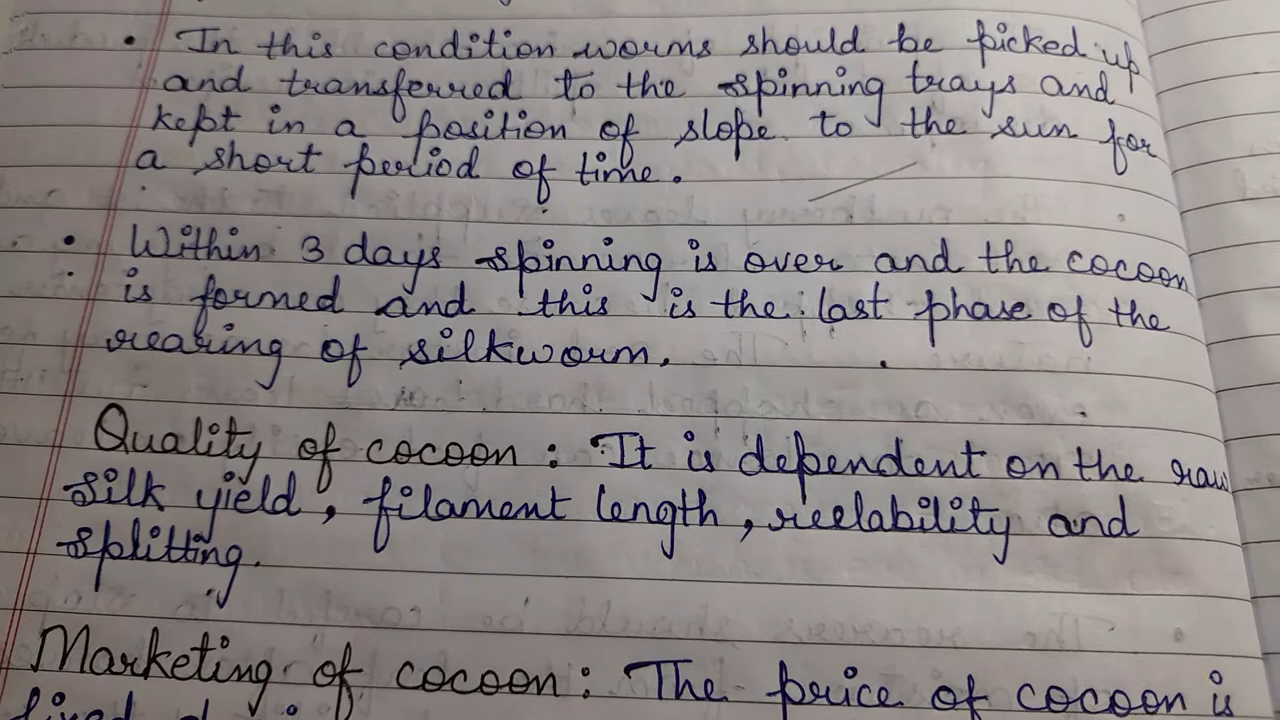 • In this condition worms should be picked up
and transferred to the spinning trays and
kept in a position of slope to the sun for
a short period of time.
• Within 3 days spinning is over and the cocoon
is formed and this is the last phase of the
rearing of silkworm.
Quality of cocoon : It is dependent on the raw
silk yield, filament length, reelability and
splitting.
Marketing of cocoon : The price of cocoon is